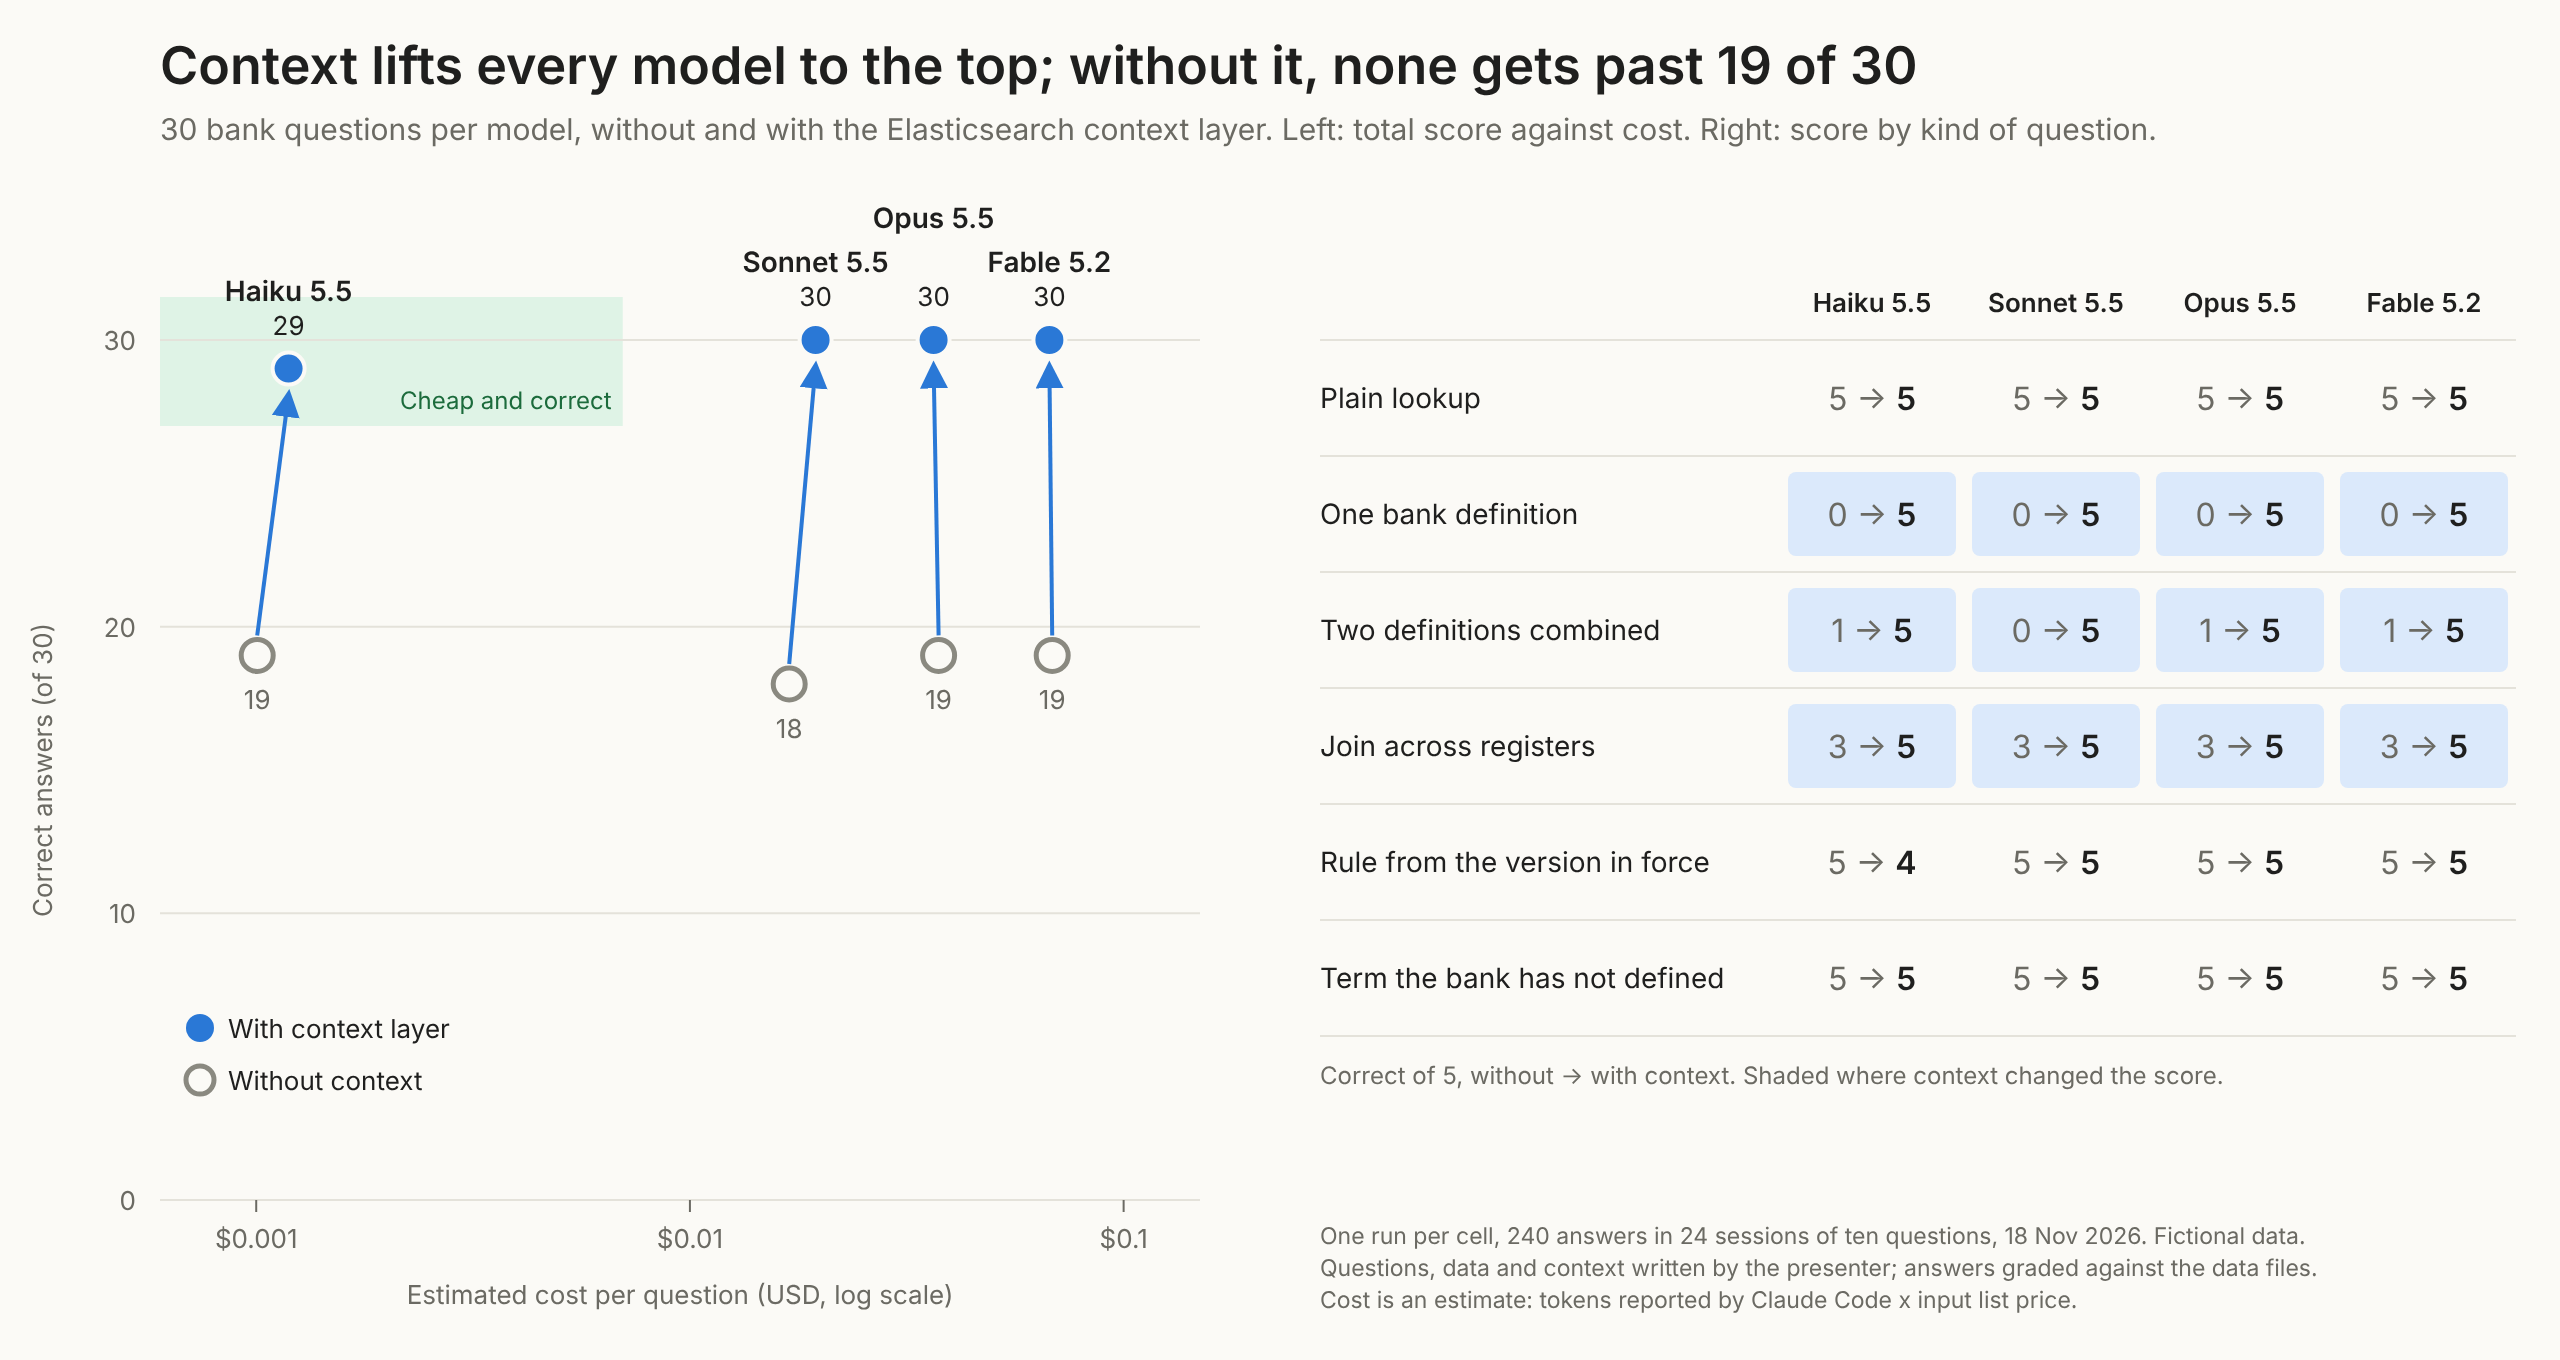 Context lifts every model to the top; without it, none gets past 19 of 30
30 bank questions per model, without and with the Elasticsearch context layer. Left: total score against cost. Right: score by kind of question.
Opus 5.5
Sonnet 5.5
Fable 5.2
Haiku 5.5
30
30
30
29
Cheap and correct
30
20
10
0
Correct answers (of 30)
19
18
19
19
With context layer
Without context
$0.001
$0.01
$0.1
Estimated cost per question (USD, log scale)
Haiku 5.5 Sonnet 5.5 Opus 5.5 Fable 5.2
Plain lookup 5 → 5 5 → 5 5 → 5 5 → 5
One bank definition 0 → 5 0 → 5 0 → 5 0 → 5
Two definitions combined 1 → 5 0 → 5 1 → 5 1 → 5
Join across registers 3 → 5 3 → 5 3 → 5 3 → 5
Rule from the version in force 5 → 4 5 → 5 5 → 5 5 → 5
Term the bank has not defined 5 → 5 5 → 5 5 → 5 5 → 5
Correct of 5, without → with context. Shaded where context changed the score.
One run per cell, 240 answers in 24 sessions of ten questions, 18 Nov 2026. Fictional data.
Questions, data and context written by the presenter; answers graded against the data files.
Cost is an estimate: tokens reported by Claude Code x input list price.